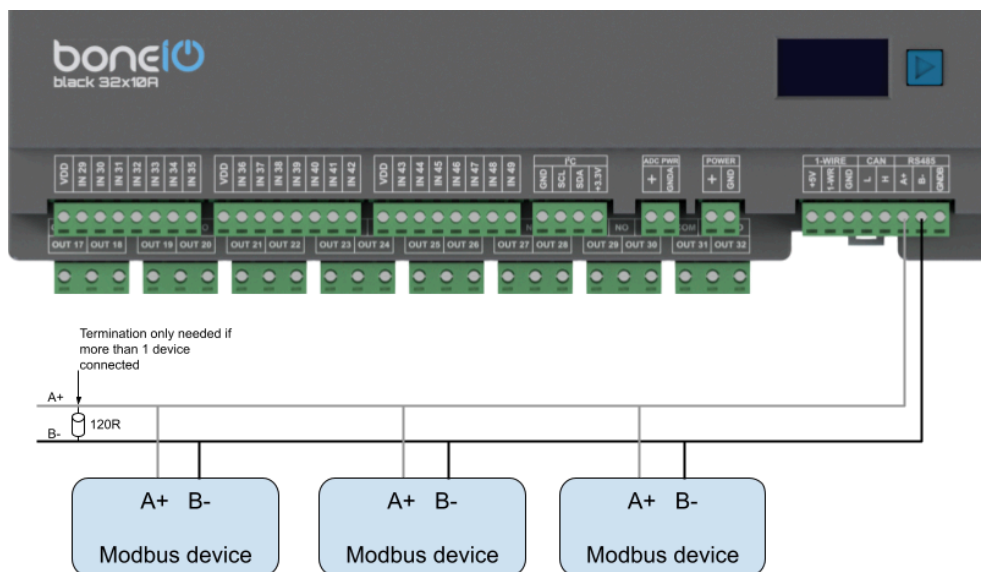 boneIO
black 32x10A
I²C
ADC PWR
POWER
1-WIRE
CAN
RS485
VDD
IN 29
IN 30
IN 31
IN 32
IN 33
IN 34
IN 35
VDD
IN 36
IN 37
IN 38
IN 39
IN 40
IN 41
IN 42
VDD
IN 43
IN 44
IN 45
IN 46
IN 47
IN 48
IN 49
GND
SCL
SDA
+3.3V
+
GNDA
+
GND
+5V
1-WR
GND
L
H
A+
B-
GNDB
NO
OUT 17
OUT 18
OUT 19
OUT 20
OUT 21
OUT 22
OUT 23
OUT 24
OUT 25
OUT 26
OUT 27
OUT 28
OUT 29
OUT 30
OUT 31
OUT 32
Termination only needed if
more than 1 device
connected
A+
120R
B-
A+ B-
Modbus device
A+ B-
Modbus device
A+ B-
Modbus device